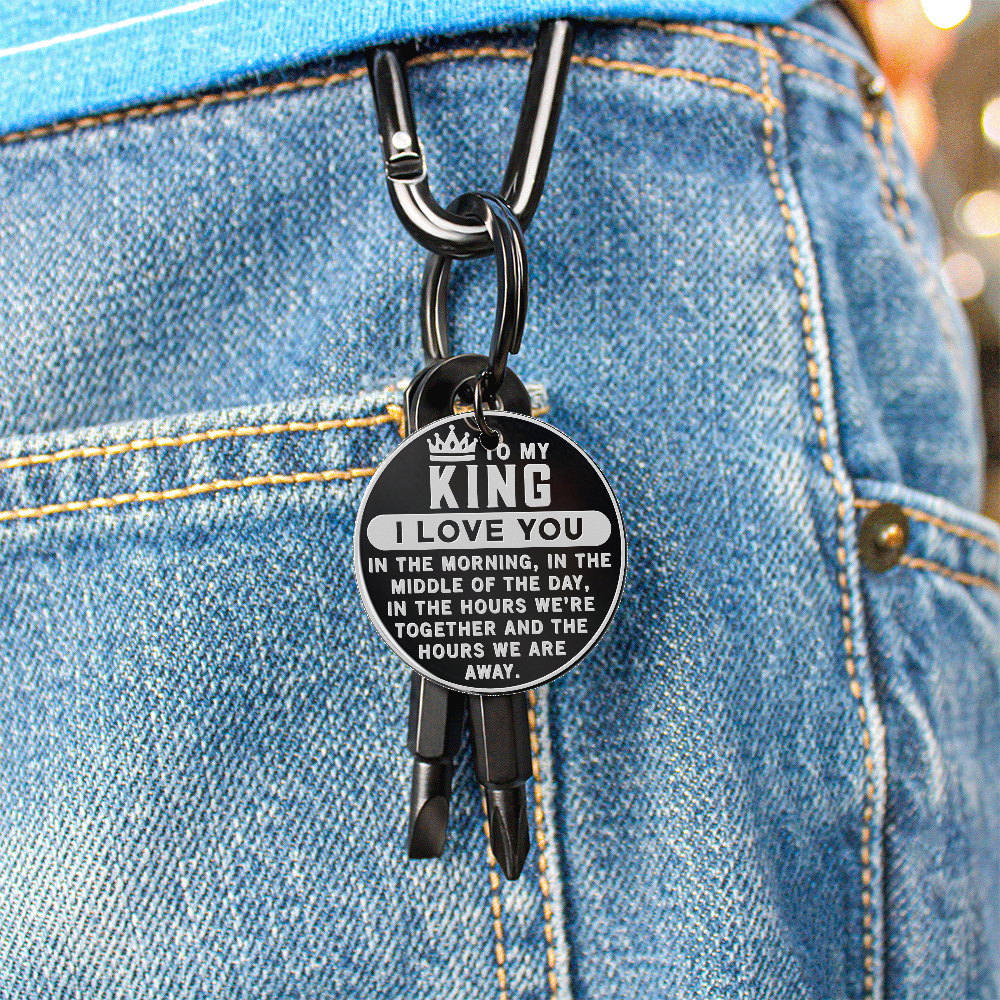 TO MY
KING
I LOVE YOU
IN THE MORNING, IN THE
MIDDLE OF THE DAY,
IN THE HOURS WE'RE
TOGETHER AND THE
HOURS WE ARE
AWAY.